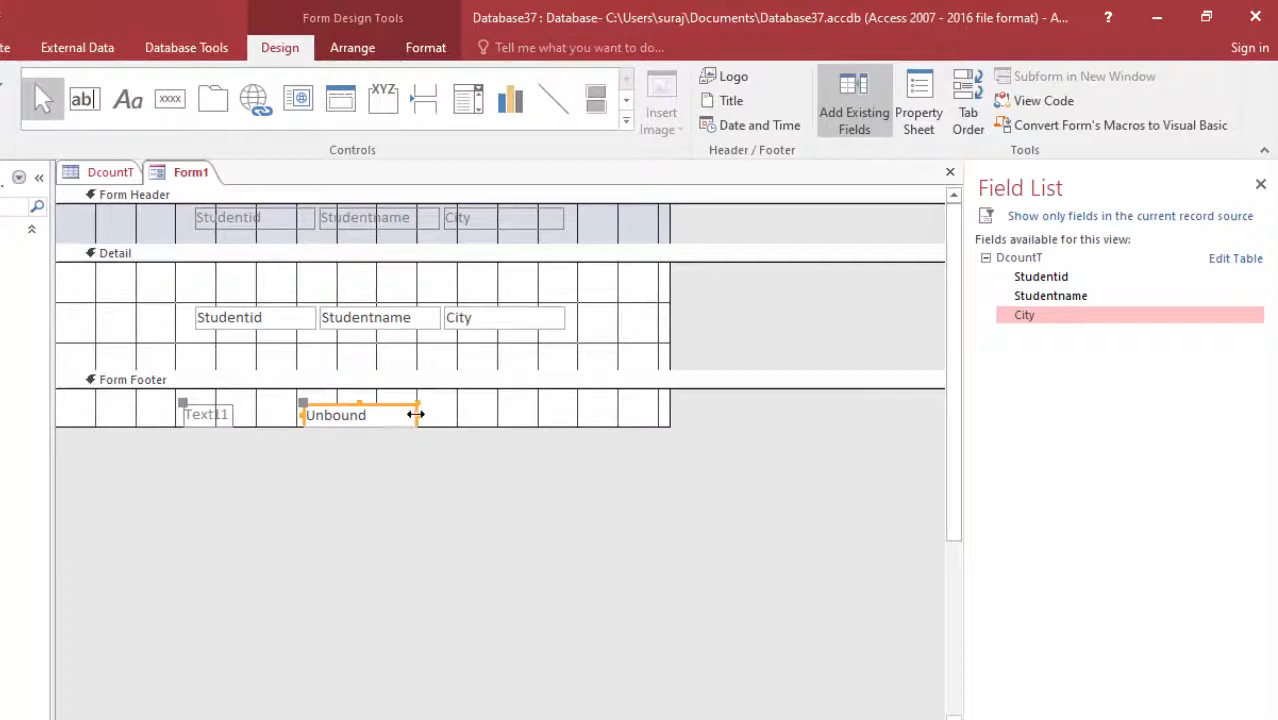 Form Design Tools
Database37 : Database- C:\Users\suraj\Documents\Database37.accdb (Access 2007 - 2016 file format) - A...
?
te
External Data
Database Tools
Design
Arrange
Format
Tell me what you want to do...
Sign in
ab|
Aa
xxxx
XYZ
Insert
Image
Logo
Title
Date and Time
Add Existing
Fields
Property
Sheet
Tab
Order
Subform in New Window
View Code
Convert Form's Macros to Visual Basic
Controls
Header / Footer
Tools
DcountT
Form1
Form Header
Studentid
Studentname
City
Detail
Studentid
Studentname
City
Form Footer
Text11
Unbound
Field List
Show only fields in the current record source
Fields available for this view:
DcountT
Edit Table
Studentid
Studentname
City